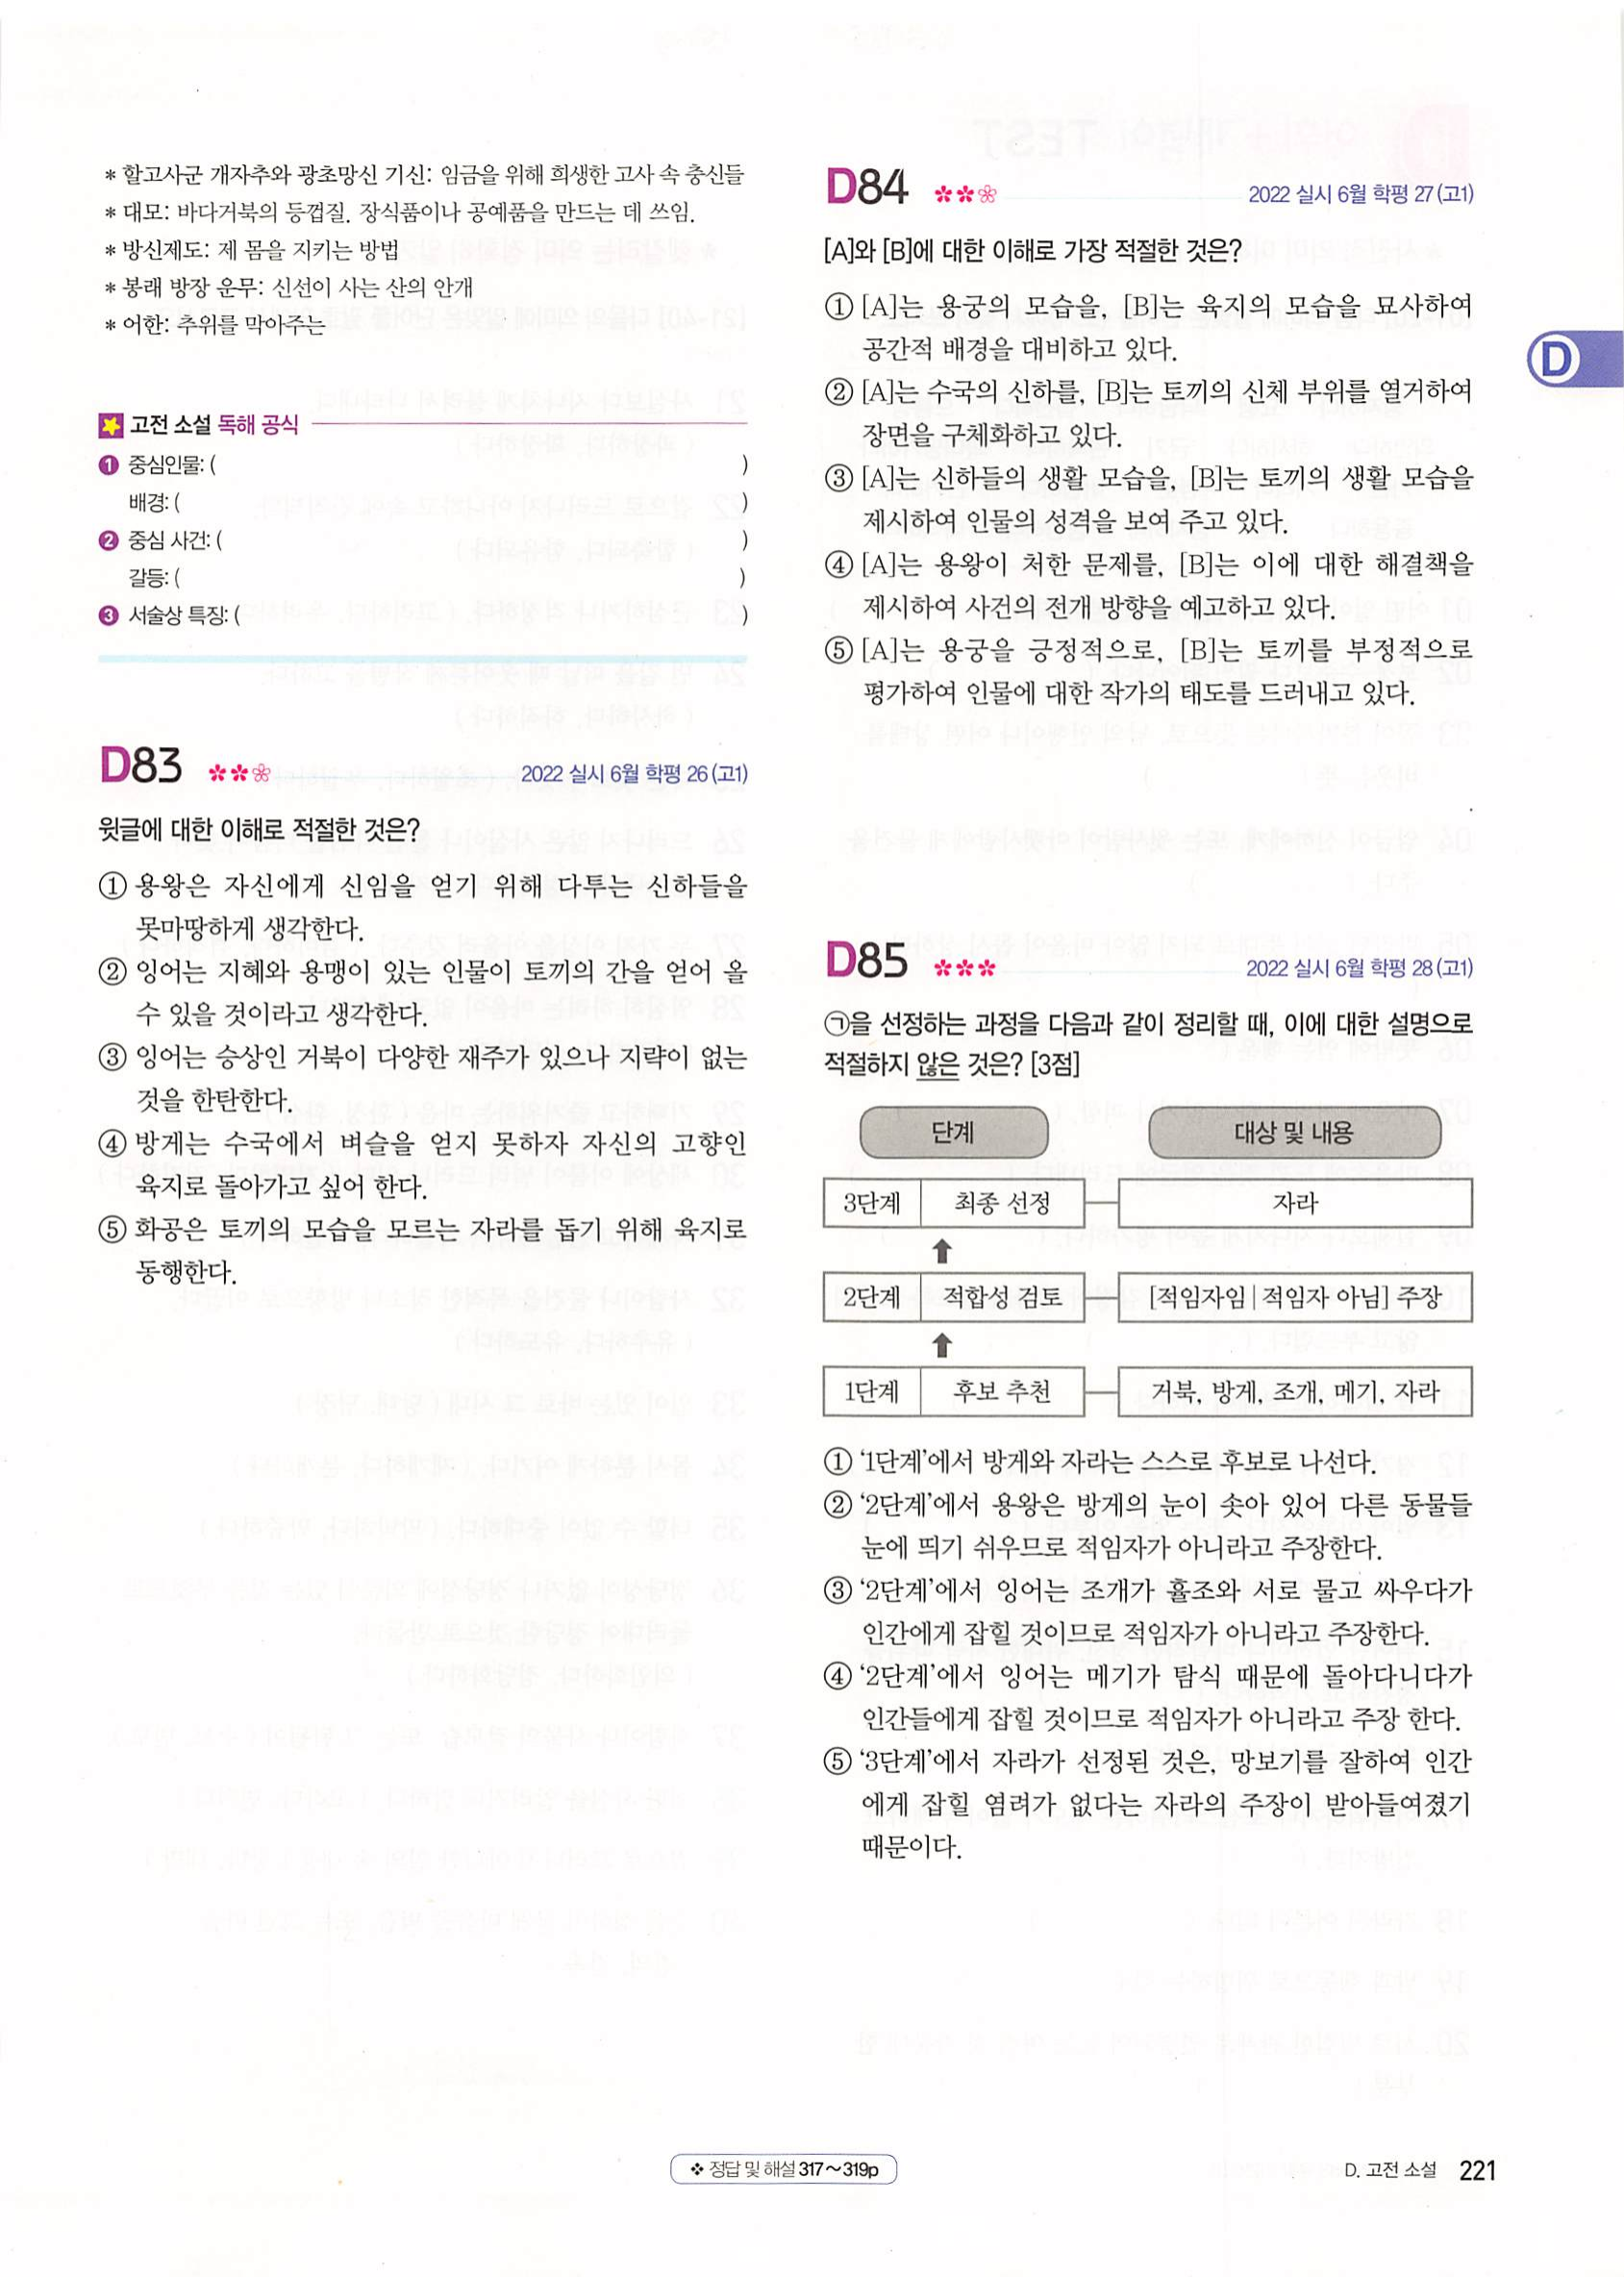 * 할고사군 개자추와 광초망신 기신: 임금을 위해 희생한 고사 속 충신들
* 대모: 바다거북의 등껍질. 장식품이나 공예품을 만드는 데 쓰임.
* 방신제도: 제 몸을 지키는 방법
* 봉래 방장 운무: 신선이 사는 산의 안개
* 어한: 추위를 막아주는
고전 소설 독해 공식
❶ 중심인물: ( )
배경: ( )
❷ 중심 사건: ( )
갈등: ( )
❸ 서술상 특징: ( )
D83 2022 실시 6월 학평 26(고1)
윗글에 대한 이해로 적절한 것은?
① 용왕은 자신에게 신임을 얻기 위해 다투는 신하들을
못마땅하게 생각한다.
② 잉어는 지혜와 용맹이 있는 인물이 토끼의 간을 얻어 올
수 있을 것이라고 생각한다.
③ 잉어는 승상인 거북이 다양한 재주가 있으나 지략이 없는
것을 한탄한다.
④ 방게는 수국에서 벼슬을 얻지 못하자 자신의 고향인
육지로 돌아가고 싶어 한다.
⑤ 화공은 토끼의 모습을 모르는 자라를 돕기 위해 육지로
동행한다.
D84 2022 실시 6월 학평 27(고1)
[A]와 [B]에 대한 이해로 가장 적절한 것은?
① [A]는 용궁의 모습을, [B]는 육지의 모습을 묘사하여
공간적 배경을 대비하고 있다.
② [A]는 수국의 신하를, [B]는 토끼의 신체 부위를 열거하여
장면을 구체화하고 있다.
③ [A]는 신하들의 생활 모습을, [B]는 토끼의 생활 모습을
제시하여 인물의 성격을 보여 주고 있다.
④ [A]는 용왕이 처한 문제를, [B]는 이에 대한 해결책을
제시하여 사건의 전개 방향을 예고하고 있다.
⑤ [A]는 용궁을 긍정적으로, [B]는 토끼를 부정적으로
평가하여 인물에 대한 작가의 태도를 드러내고 있다.
D
D85 2022 실시 6월 학평 28(고1)
㉠을 선정하는 과정을 다음과 같이 정리할 때, 이에 대한 설명으로
적절하지 않은 것은? [3점]
단계 대상 및 내용
3단계 최종 선정 자라
2단계 적합성 검토 [적임자임|적임자 아님] 주장
1단계 후보 추천 거북, 방게, 조개, 메기, 자라
① ‘1단계’에서 방게와 자라는 스스로 후보로 나선다.
② ‘2단계’에서 용왕은 방게의 눈이 솟아 있어 다른 동물들
눈에 띄기 쉬우므로 적임자가 아니라고 주장한다.
③ ‘2단계’에서 잉어는 조개가 휼조와 서로 물고 싸우다가
인간에게 잡힐 것이므로 적임자가 아니라고 주장한다.
④ ‘2단계’에서 잉어는 메기가 탐식 때문에 돌아다니다가
인간들에게 잡힐 것이므로 적임자가 아니라고 주장 한다.
⑤ ‘3단계’에서 자라가 선정된 것은, 망보기를 잘하여 인간
에게 잡힐 염려가 없다는 자라의 주장이 받아들여졌기
때문이다.
❖ 정답 및 해설 317~319p
D. 고전 소설 221